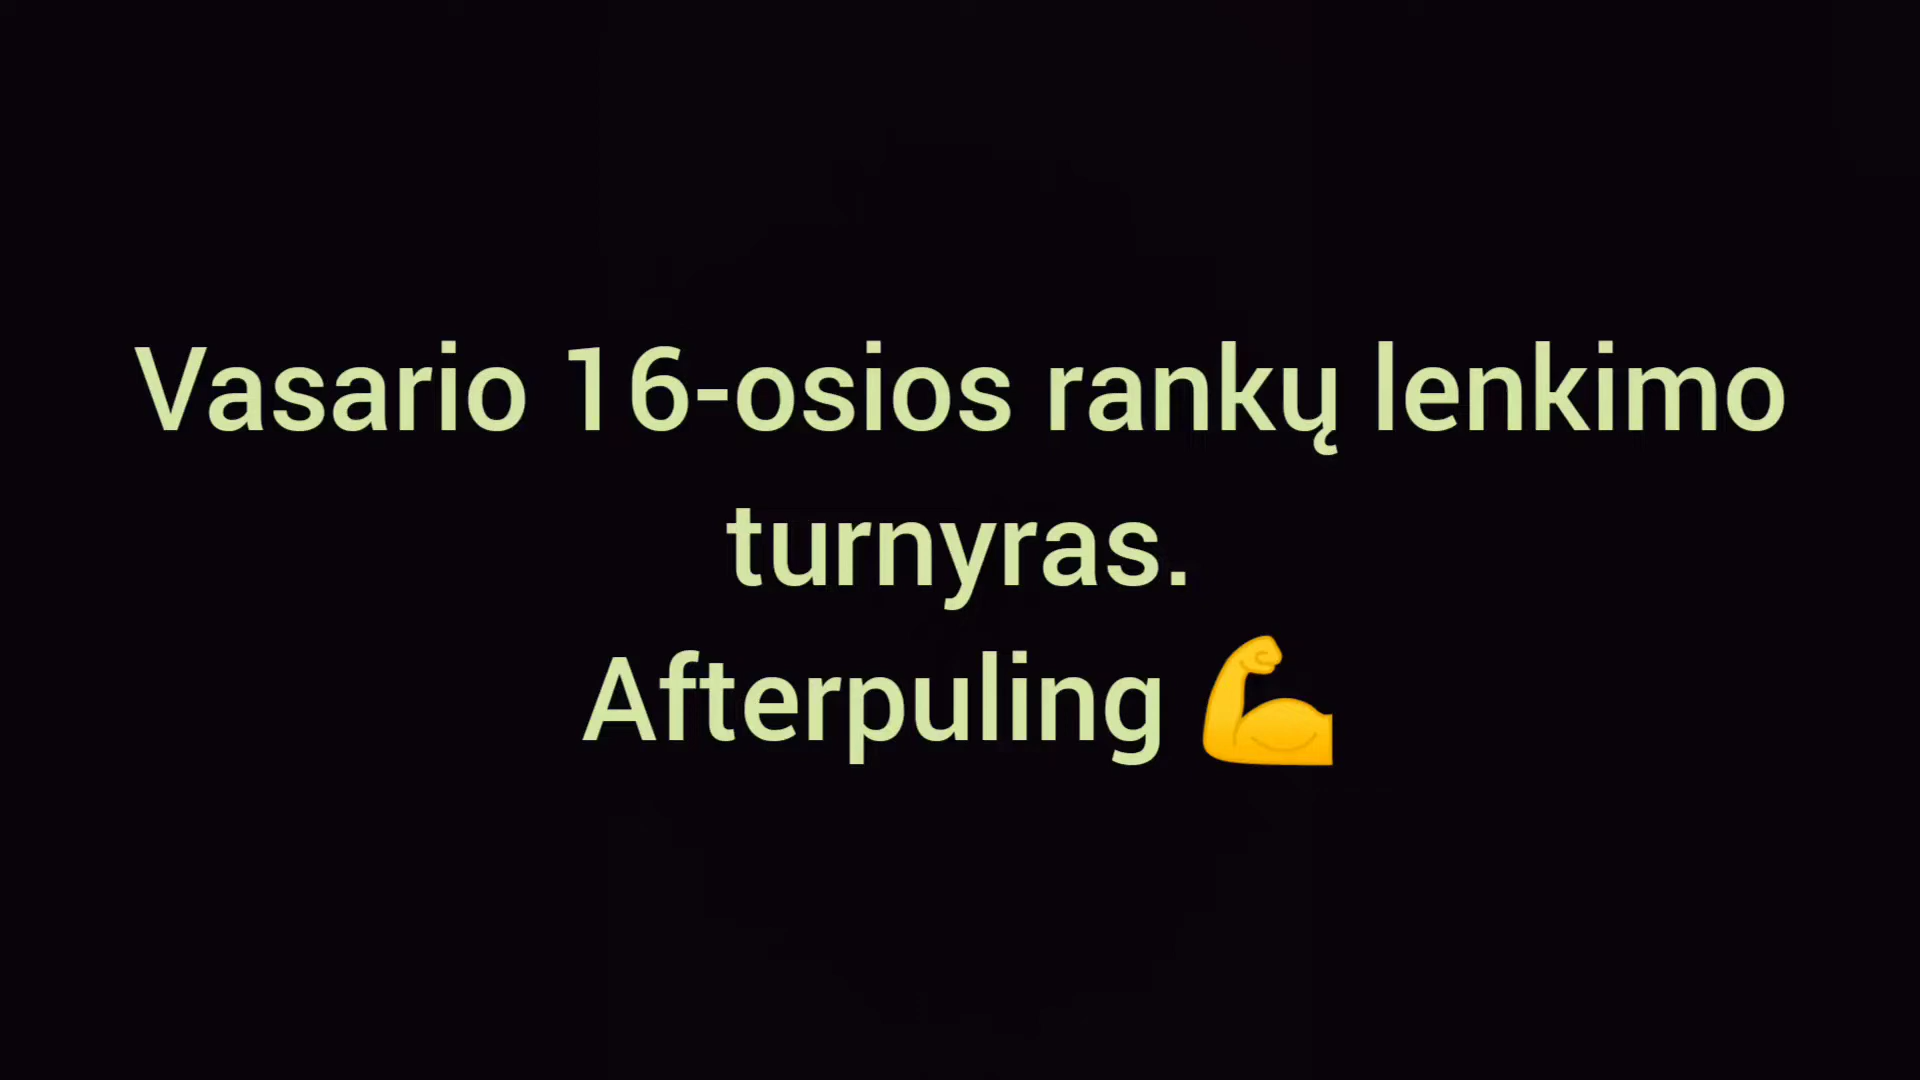 Vasario 16-osios rankų lenkimo
turnyras.
Afterpuling 💪